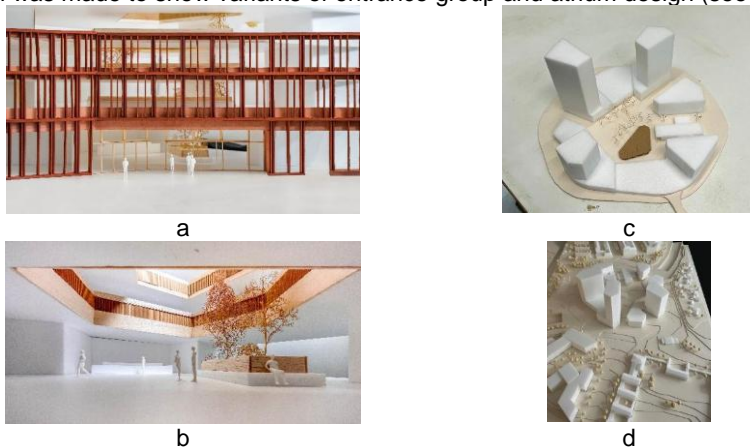 was made to show variants of entrance group and atrium design (see
a
c
b
d